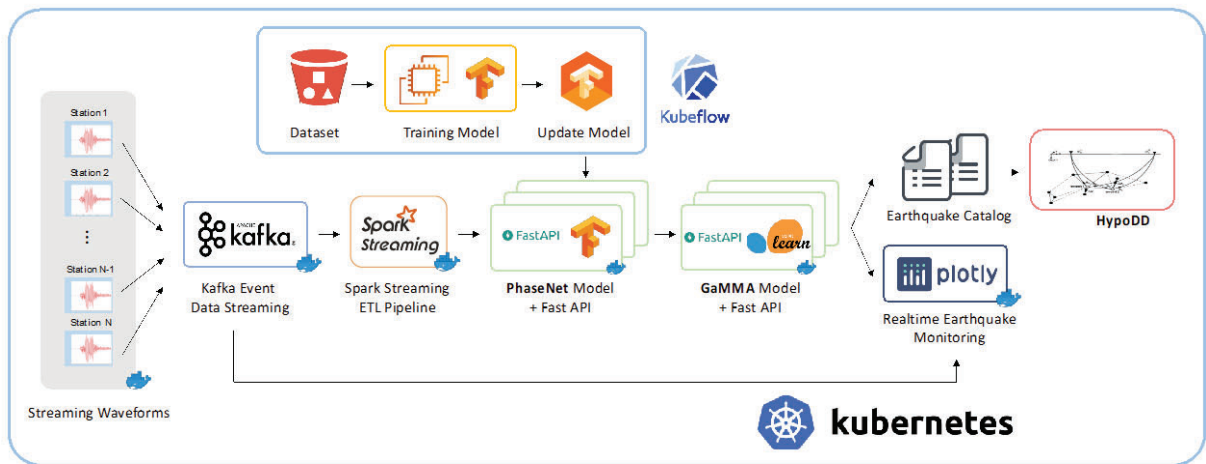 Station 1
Station 2
Station N-1
Station N
Streaming Waveforms
APACHE
kafka
Kafka Event
Data Streaming
Spark
Streaming
Spark Streaming
ETL Pipeline
Dataset
Training Model
Update Model
Kubeflow
FastAPI
PhaseNet Model
+ Fast API
FastAPI
learn
GaMMA Model
+ Fast API
Earthquake Catalog
HypoDD
plotly
Realtime Earthquake
Monitoring
kubernetes